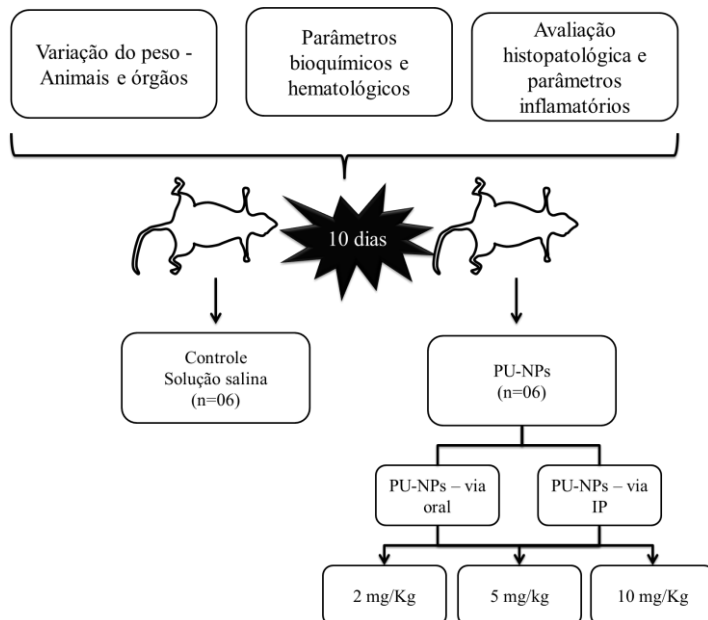 Variação do peso -
Animais e órgãos
Parâmetros
bioquímicos e
hematológicos
Avaliação
histopatológica e
parâmetros
inflamatórios
10 dias
Controle
Solução salina
(n=06)
PU-NPs
(n=06)
PU-NPs – via
oral
PU-NPs – via
IP
2 mg/Kg
5 mg/kg
10 mg/Kg